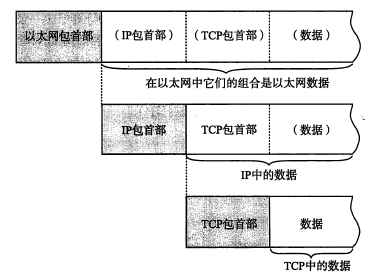 以太网包首部 (IP包首部) (TCP包首部) (数据)
在以太网中它们的组合是以太网数据
IP包首部 TCP包首部 (数据)
IP中的数据
TCP包首部 数据
TCP中的数据